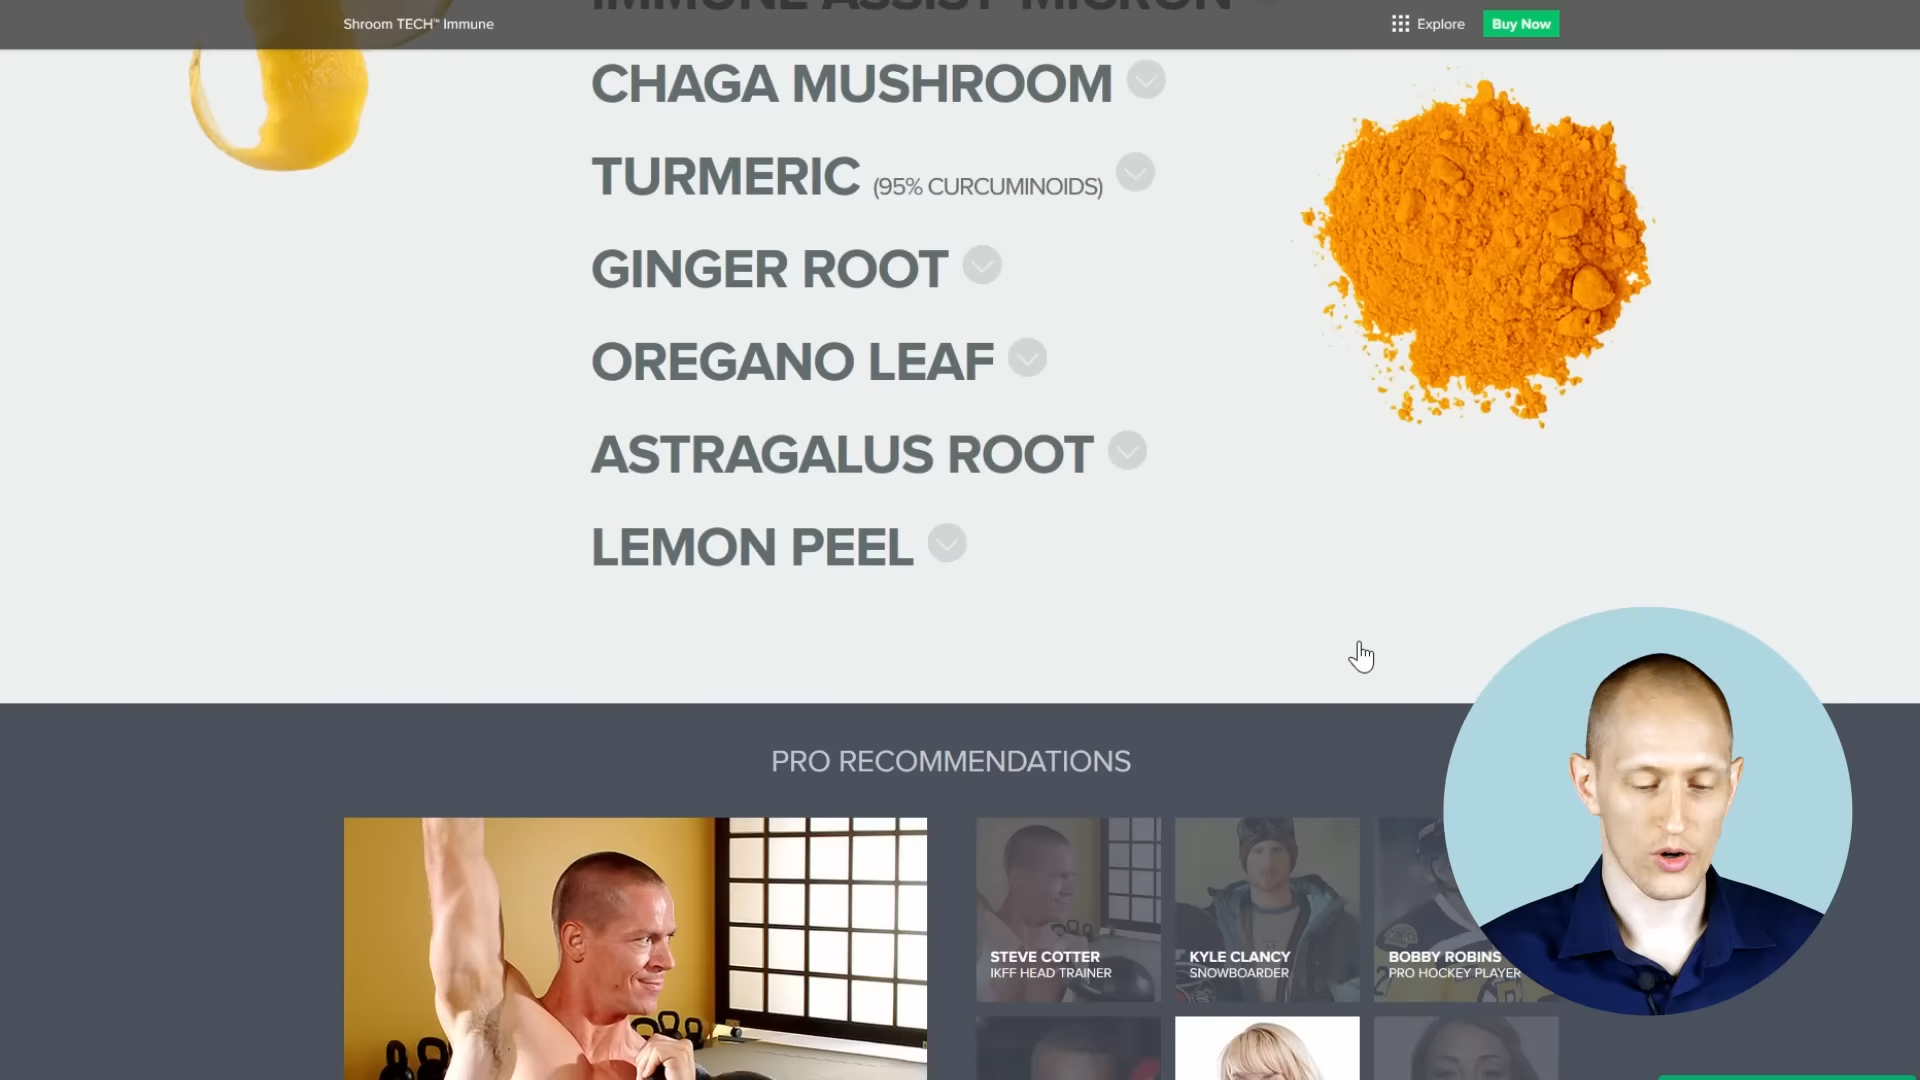 IMMUNE ASSIST MICRON
Shroom TECH™ Immune
Explore
Buy Now
CHAGA MUSHROOM
TURMERIC (95% CURCUMINOIDS)
GINGER ROOT
OREGANO LEAF
ASTRAGALUS ROOT
LEMON PEEL
PRO RECOMMENDATIONS
STEVE COTTER
IKFF HEAD TRAINER
KYLE CLANCY
SNOWBOARDER
BOBBY ROBINS
PRO HOCKEY PLAYER